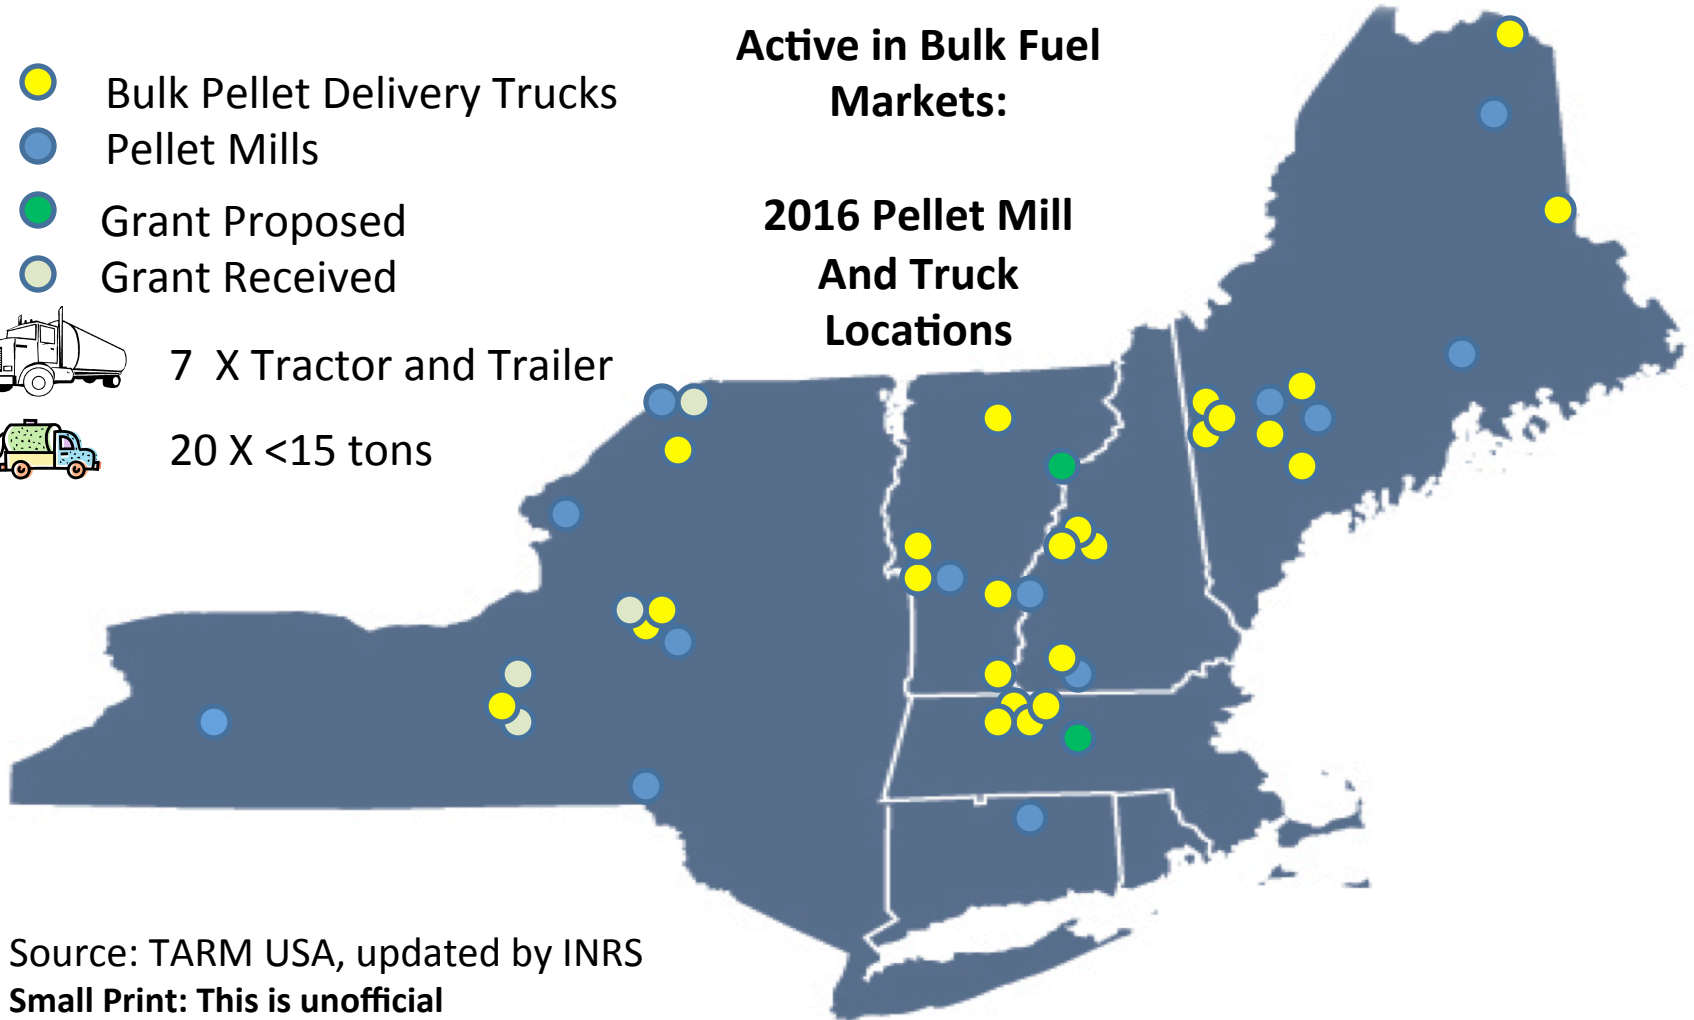 Bulk Pellet Delivery Trucks
Pellet Mills
Grant Proposed
Grant Received
7 X Tractor and Trailer
20 X <15 tons
Active in Bulk Fuel
Markets:
2016 Pellet Mill
And Truck
Locations
Source: TARM USA, updated by INRS
Small Print: This is unofficial